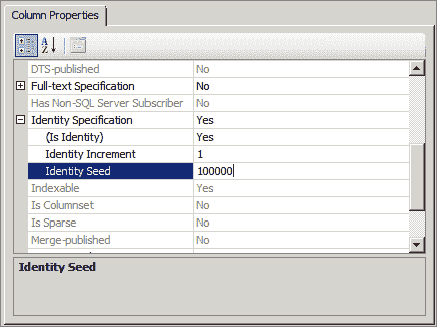 Column Properties
DTS-published No
Full-text Specification No
Has Non-SQL Server Subscriber No
Identity Specification Yes
(Is Identity) Yes
Identity Increment 1
Identity Seed 100000
Indexable Yes
Is Columnset No
Is Sparse No
Merge-published No
Identity Seed